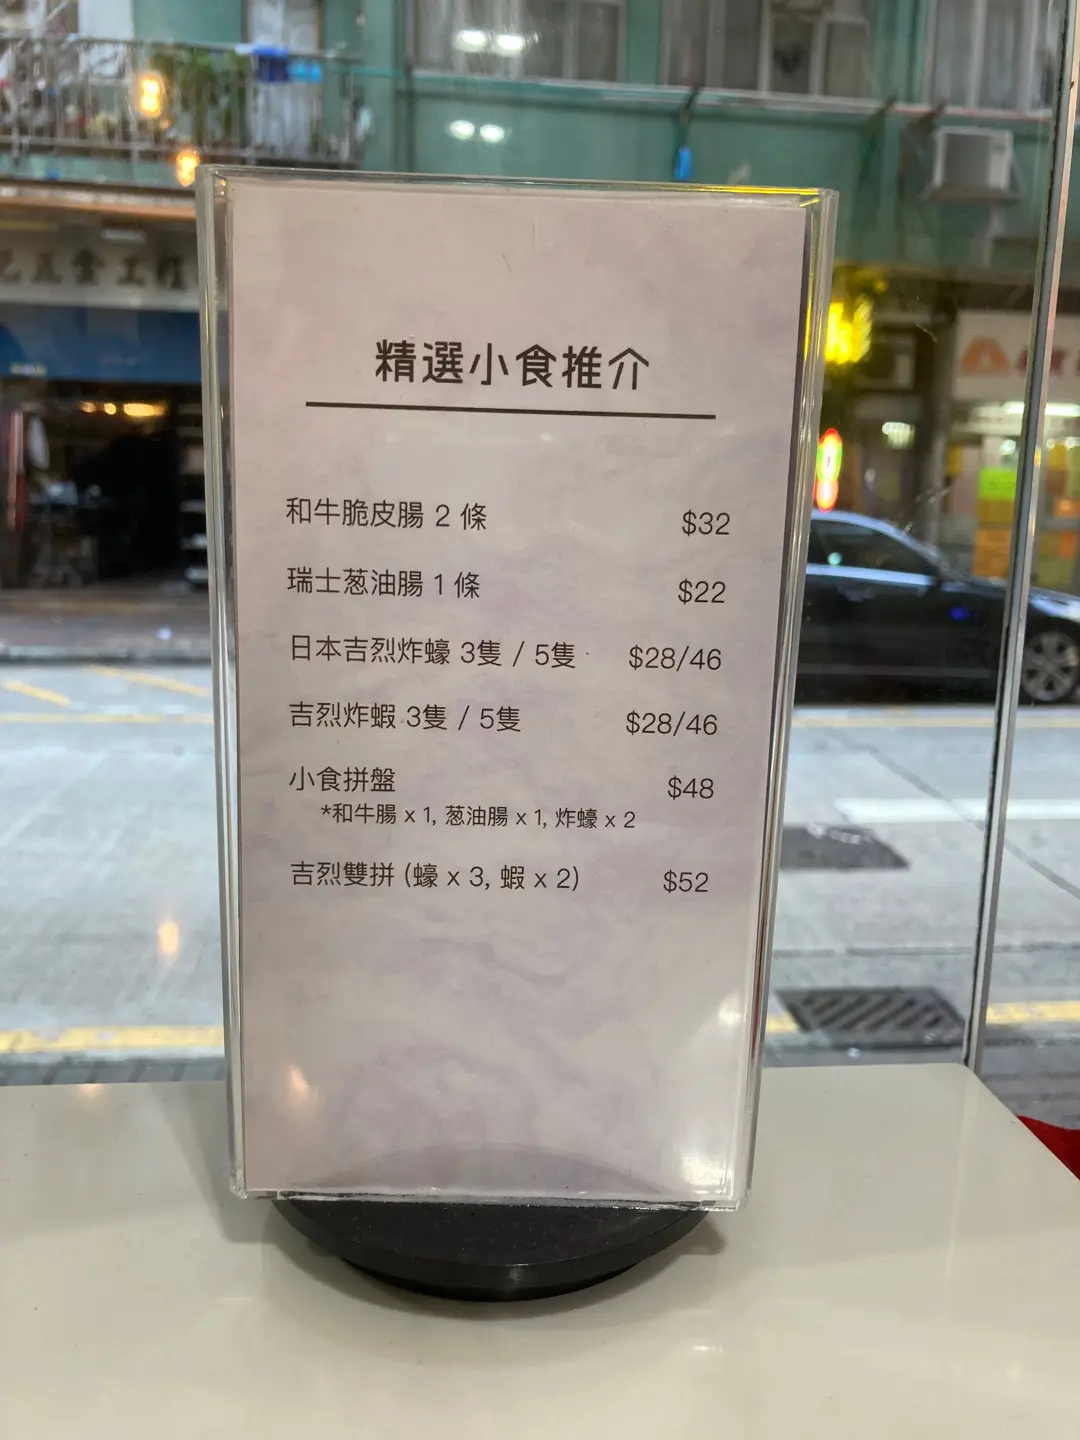 精選小食推介
和牛脆皮腸 2 條 $32
瑞士葱油腸 1 條 $22
日本吉烈炸蠔 3隻 / 5隻 $28/46
吉烈炸蝦 3隻 / 5隻 $28/46
小食拼盤 $48
*和牛腸 x 1, 葱油腸 x 1, 炸蠔 x 2
吉烈雙拼 (蠔 x 3, 蝦 x 2) $52